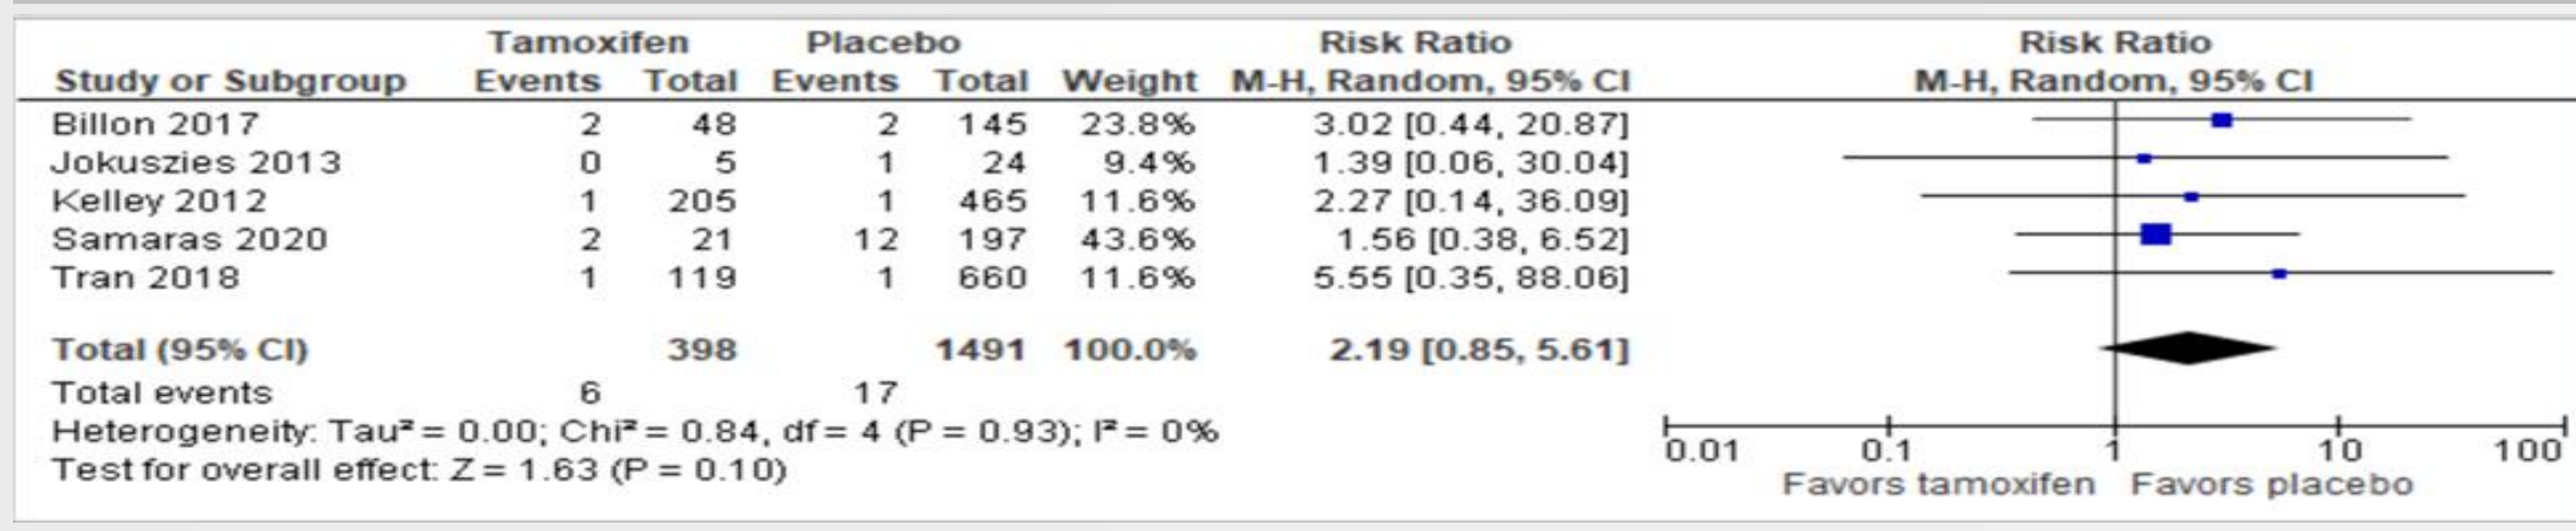 Tamoxifen Placebo Risk Ratio Risk Ratio
Study or Subgroup Events Total Events Total Weight M-H, Random, 95% CI M-H, Random, 95% CI
Billon 2017 2 48 2 145 23.8% 3.02 [0.44, 20.87]
Jokuszies 2013 0 5 1 24 9.4% 1.39 [0.06, 30.04]
Kelley 2012 1 205 1 465 11.6% 2.27 [0.14, 36.09]
Samaras 2020 2 21 12 197 43.6% 1.56 [0.38, 6.52]
Tran 2018 1 119 1 660 11.6% 5.55 [0.35, 88.06]
Total (95% CI) 398 1491 100.0% 2.19 [0.85, 5.61]
Total events 6 17
Heterogeneity: Tau² = 0.00; Chi² = 0.84, df = 4 (P = 0.93); I² = 0%
Test for overall effect: Z = 1.63 (P = 0.10)
0.01 0.1 1 10 100
Favors tamoxifen Favors placebo